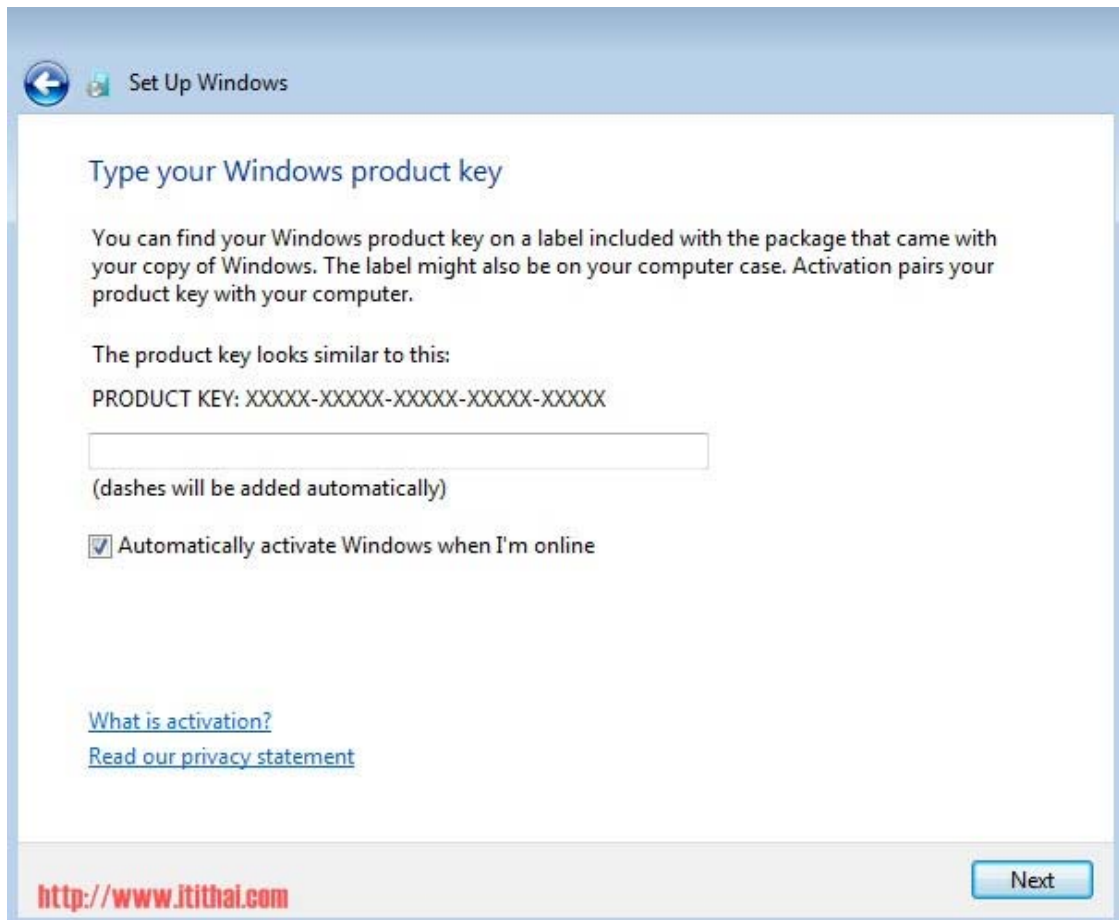 Set Up Windows
Type your Windows product key
You can find your Windows product key on a label included with the package that came with
your copy of Windows. The label might also be on your computer case. Activation pairs your
product key with your computer.
The product key looks similar to this:
PRODUCT KEY: XXXXX-XXXXX-XXXXX-XXXXX-XXXXX
(dashes will be added automatically)
Automatically activate Windows when I'm online
What is activation?
Read our privacy statement
Next
http://www.itithai.com